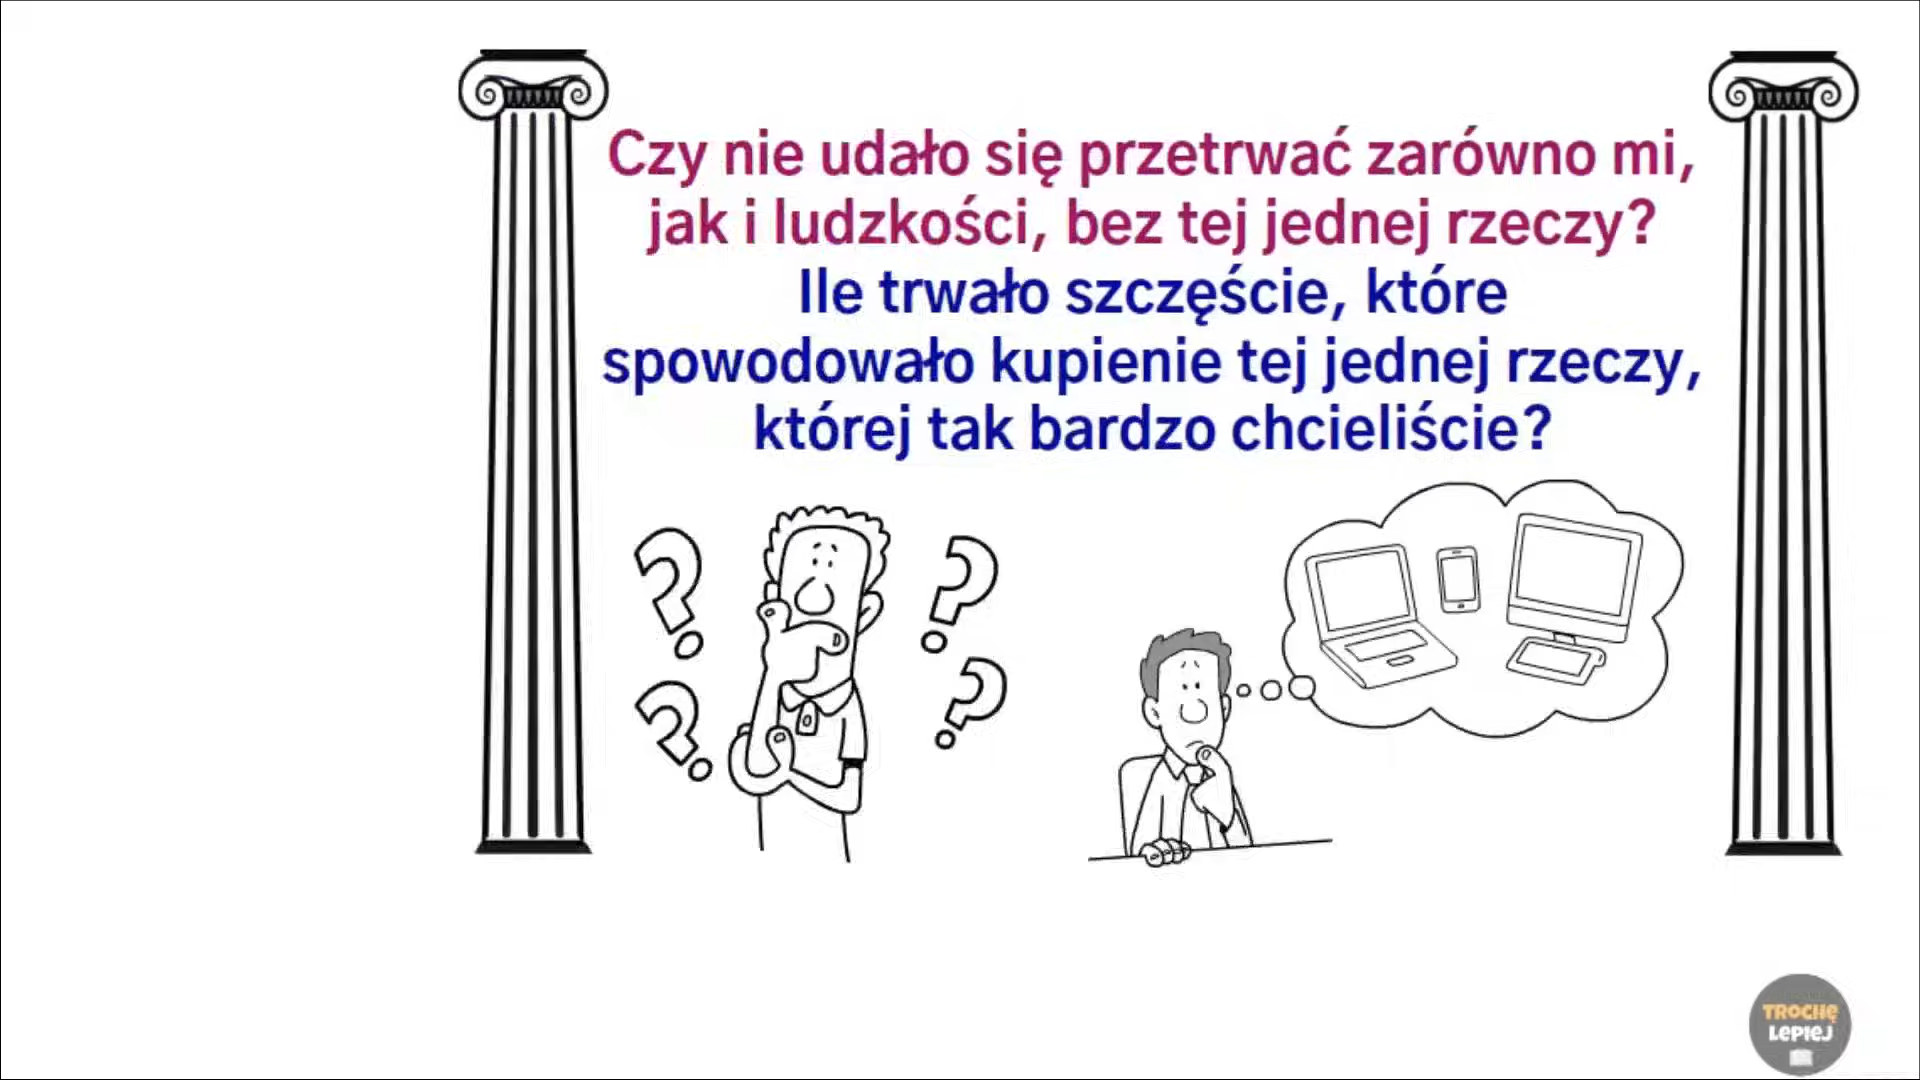 Czy nie udało się przetrwać zarówno mi,
jak i ludzkości, bez tej jednej rzeczy?
Ile trwało szczęście, które
spowodowało kupienie tej jednej rzeczy,
której tak bardzo chcieliście?
TROCHĘ
LEPIEJ